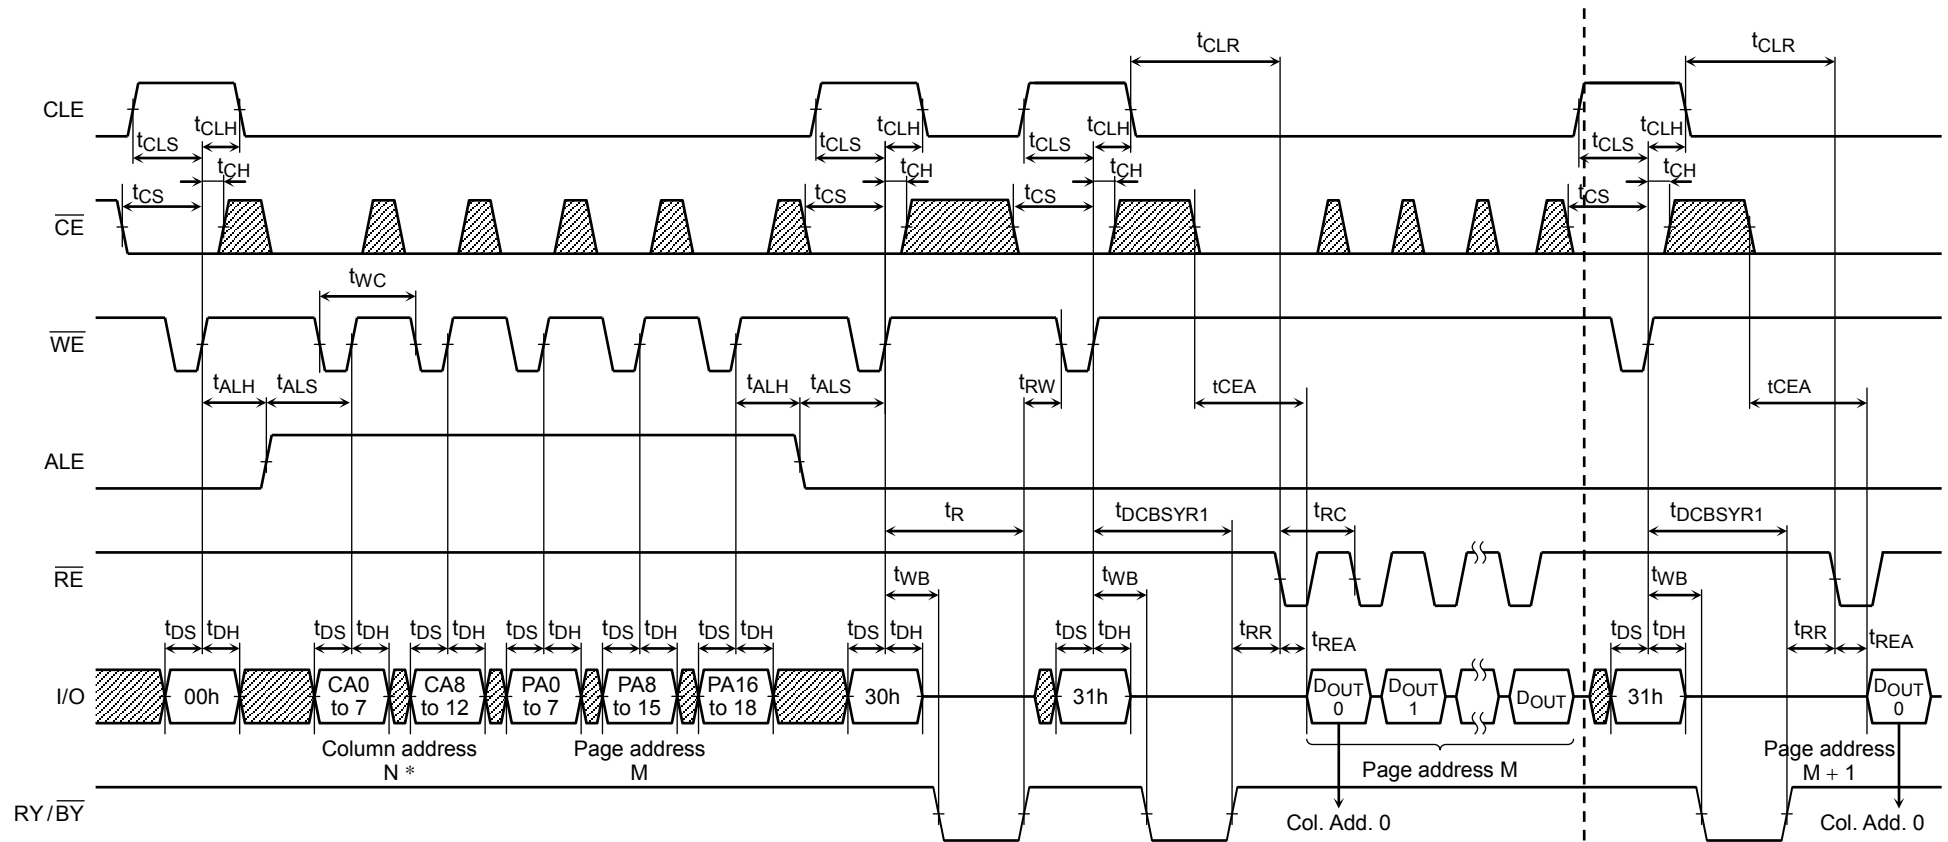 tCLR tCLR
CLE
tCLS tCLH tCLS tCLH tCLS tCLH tCLS tCLH
tCS tCH tCS tCH tCS tCH tCS tCH
CE
tWC
WE
tALH tALS tALH tALS tRW tCEA tCEA
ALE
tR tDCBSYR1 tRC tDCBSYR1
RE
tWB tWB tWB
tDS tDH tDS tDH tDS tDH tDS tDH tDS tDH tDS tDH tDS tDH tDS tDH tRR tREA tDS tDH tRR tREA
I/O
00h
CA0 to 7
CA8 to 12
PA0 to 7
PA8 to 15
PA16 to 18
30h
31h
DOUT 0
DOUT 1
DOUT
31h
DOUT 0
Column address
N *
Page address
M
Page address M
Page address
M + 1
RY/BY
Col. Add. 0
Col. Add. 0